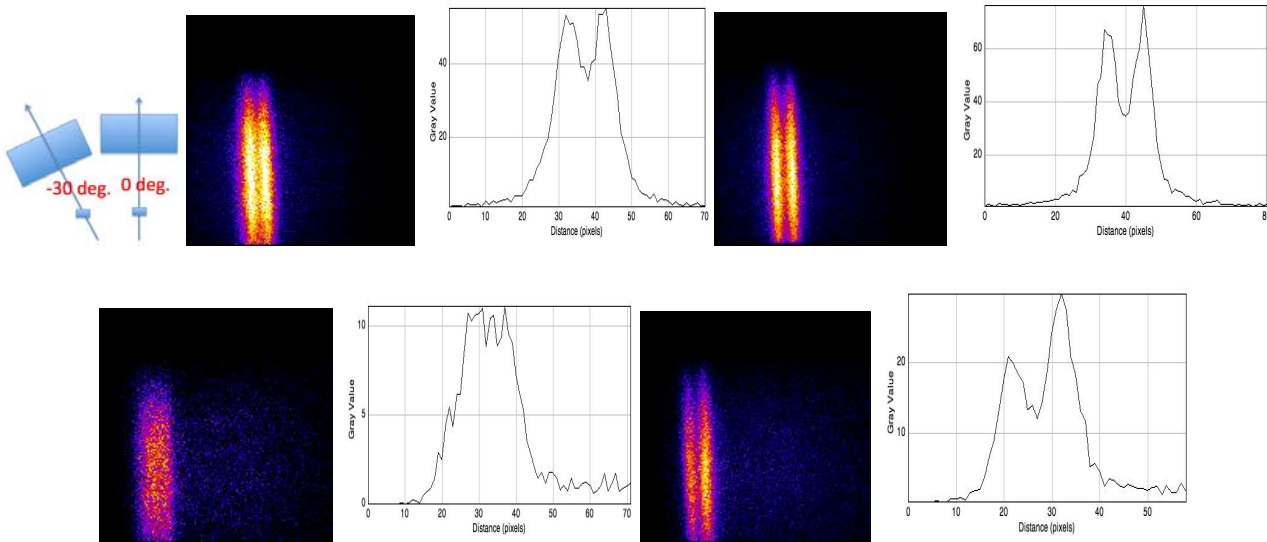 -30 deg. 0 deg.
40
20
Gray Value
0 10 20 30 40 50 60 70
Distance (pixels)
60
40
20
Gray Value
0 20 40 60 80
Distance (pixels)
10
5
0
Gray Value
0 10 20 30 40 50 60 70
Distance (pixels)
20
10
Gray Value
0 10 20 30 40 50
Distance (pixels)